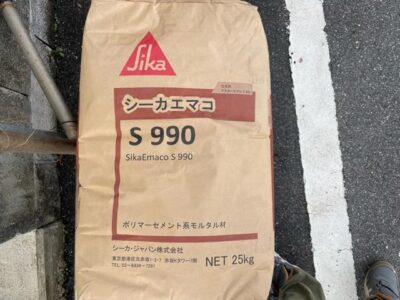 Sika
シーカエマコ
S 990
SikaEmaco S 990
ポリマーセメント系モルタル材
シーカ・ジャパン株式会社
NET 25kg